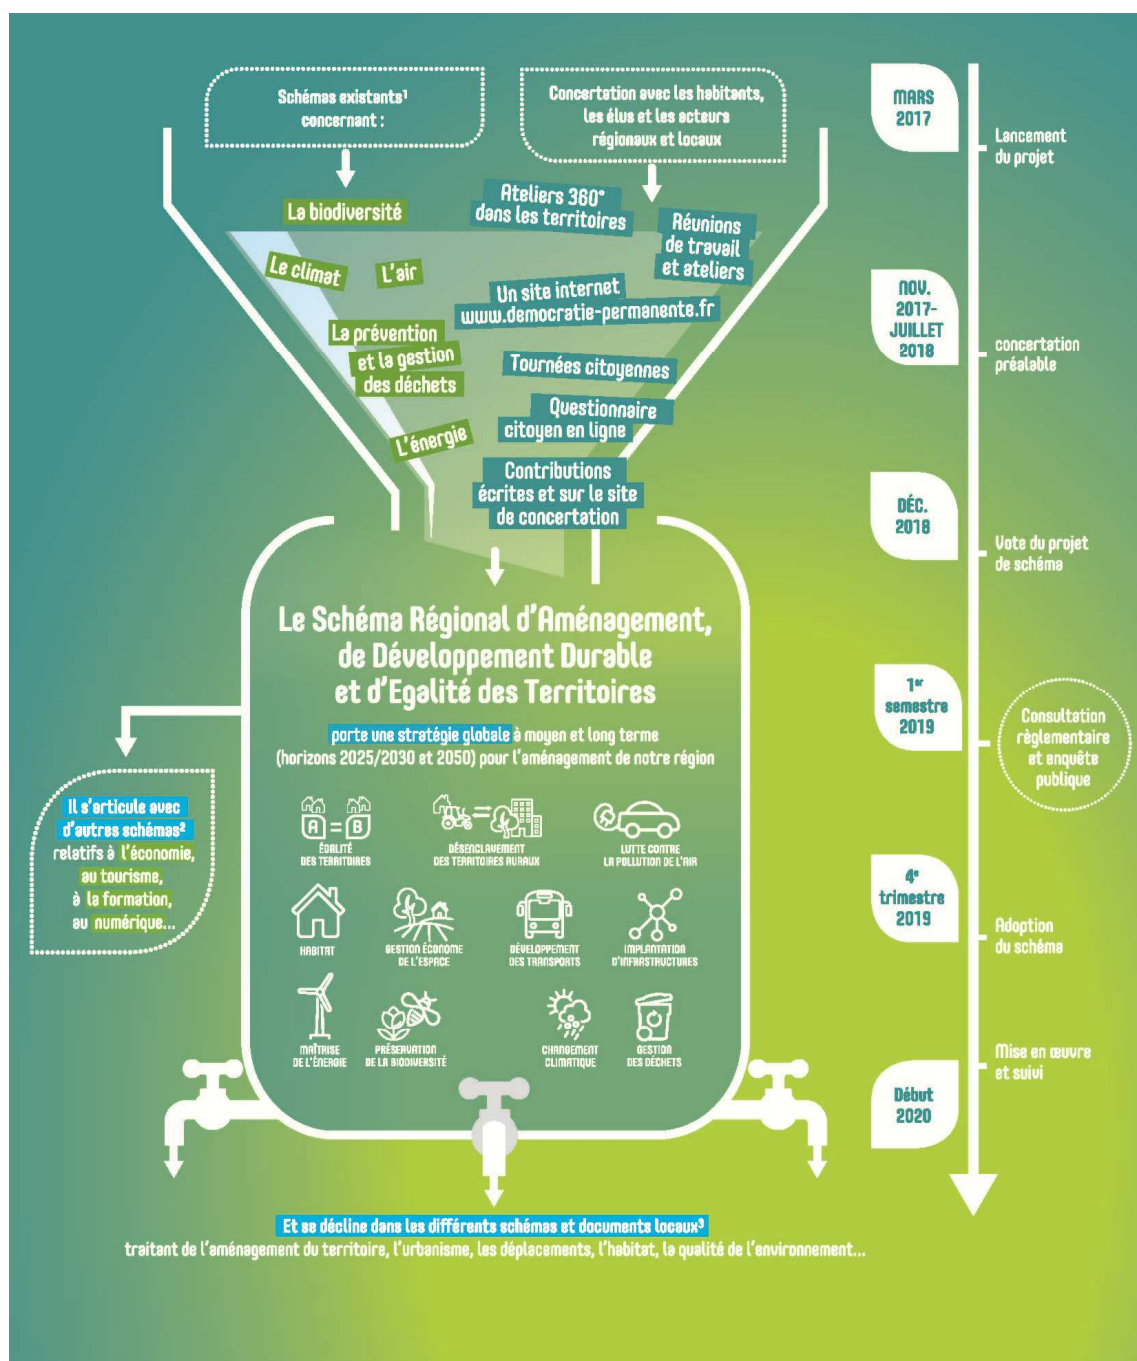 Schémas existants¹
concernant :
Concertation avec les habitants,
les élus et les acteurs
régionaux et locaux
La biodiversité
Le climat
L'air
La prévention
et la gestion
des déchets
L'énergie
Ateliers 360°
dans les territoires
Réunions
de travail
et ateliers
Un site internet
www.democratie-permanente.fr
Tournées citoyennes
Questionnaire
citoyen en ligne
Contributions
écrites et sur le site
de concertation
Le Schéma Régional d'Aménagement,
de Développement Durable
et d'Egalité des Territoires
porte une stratégie globale à moyen et long terme
(horizons 2025/2030 et 2050) pour l'aménagement de notre région
A = B
ÉGALITÉ
DES TERRITOIRES
DÉSENCLAVEMENT
DES TERRITOIRES RURAUX
LUTTE CONTRE
LA POLLUTION DE L'AIR
HABITAT
GESTION ÉCONOME
DE L'ESPACE
DÉVELOPPEMENT
DES TRANSPORTS
IMPLANTATION
D'INFRASTRUCTURES
MAÎTRISE
DE L'ÉNERGIE
PRÉSERVATION
DE LA BIODIVERSITÉ
CHANGEMENT
CLIMATIQUE
GESTION
DES DÉCHETS
Il s'articule avec
d'autres schémas²
relatifs à l'économie,
au tourisme,
à la formation,
au numérique...
Et se décline dans les différents schémas et documents locaux³
traitant de l'aménagement du territoire, l'urbanisme, les déplacements, l'habitat, la qualité de l'environnement...
MARS
2017
Lancement
du projet
NOV.
2017-
JUILLET
2018
concertation
préalable
DÉC.
2018
Vote du projet
de schéma
1er
semestre
2019
Consultation
règlementaire
et enquête
publique
4e
trimestre
2019
Adoption
du schéma
Mise en œuvre
et suivi
Début
2020